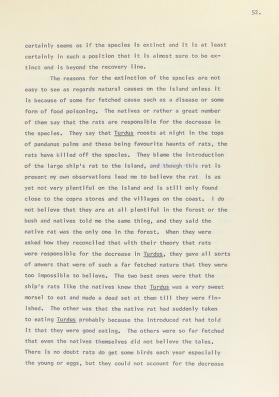 52.
certainly seems as if the species is extinct and it is at least
certainly in such a position that it is almost sure to be ex-
tinct and is beyond the recovery line.
The reasons for the extinction of the species are not
easy to see as regards natural causes on the island unless it
is because of some far fetched cause such as a disease or some
form of food poisoning. The natives or rather a great number
of them say that the rats are responsible for the decrease in
the species. They say that Turdus roosts at night in the tops
of pandanus palms and these being favourite haunts of rats, the
rats have killed off the species. They blame the introduction
of the large ship's rat to the island, and though this rat is
present my own observations lead me to believe the rat is as
yet not very plentiful on the island and is still only found
close to the copra stores and the villages on the coast. I do
not believe that they are at all plentiful in the forest or the
bush and natives told me the same thing, and they said the
native rat was the only one in the forest. When they were
asked how they reconciled that with their theory that rats
were responsible for the decrease in Turdus, they gave all sorts
of anwers that were of such a far fetched nature that they were
too impossible to believe. The two best ones were that the
ship's rats like the natives knew that Turdus was a very sweet
morsel to eat and made a dead set at them till they were fin-
ished. The other was that the native rat had suddenly taken
to eating Turdus probably because the introduced rat had told
it that they were good eating. The others were so far fetched
that even the natives themselves did not believe the tales.
There is no doubt rats do get some birds each year especially
the young or eggs, but they could not account for the decrease